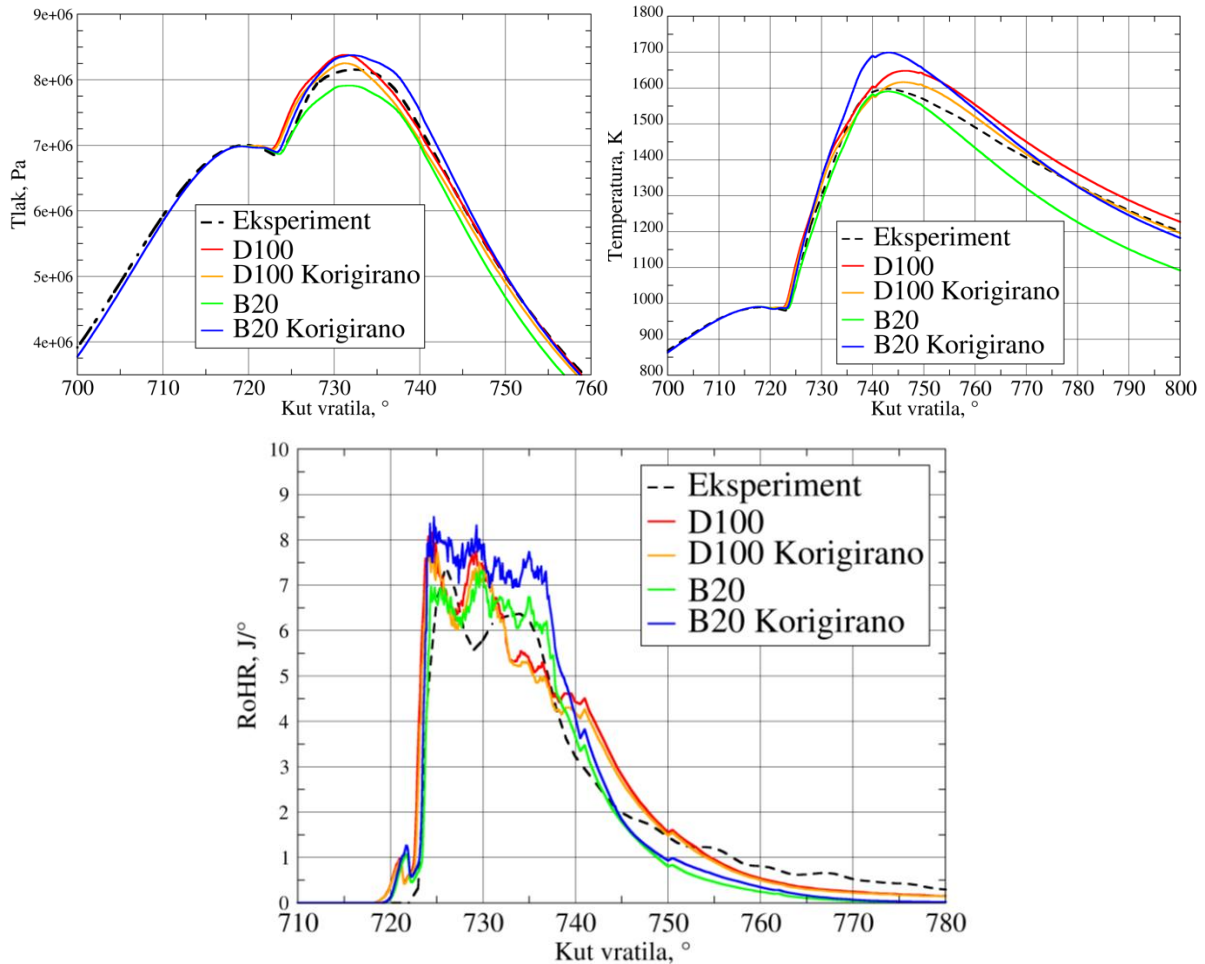 9e+06
8e+06
7e+06
6e+06
5e+06
4e+06
Tlak, Pa
Eksperiment
D100
D100 Korigirano
B20
B20 Korigirano
700 710 720 730 740 750 760
Kut vratila, °
1800
1700
1600
1500
1400
1300
1200
1100
1000
900
800
Temperatura, K
Eksperiment
D100
D100 Korigirano
B20
B20 Korigirano
700 710 720 730 740 750 760 770 780 790 800
Kut vratila, °
10
9
8
7
6
5
4
3
2
1
0
RoHR, J/°
Eksperiment
D100
D100 Korigirano
B20
B20 Korigirano
710 720 730 740 750 760 770 780
Kut vratila, °